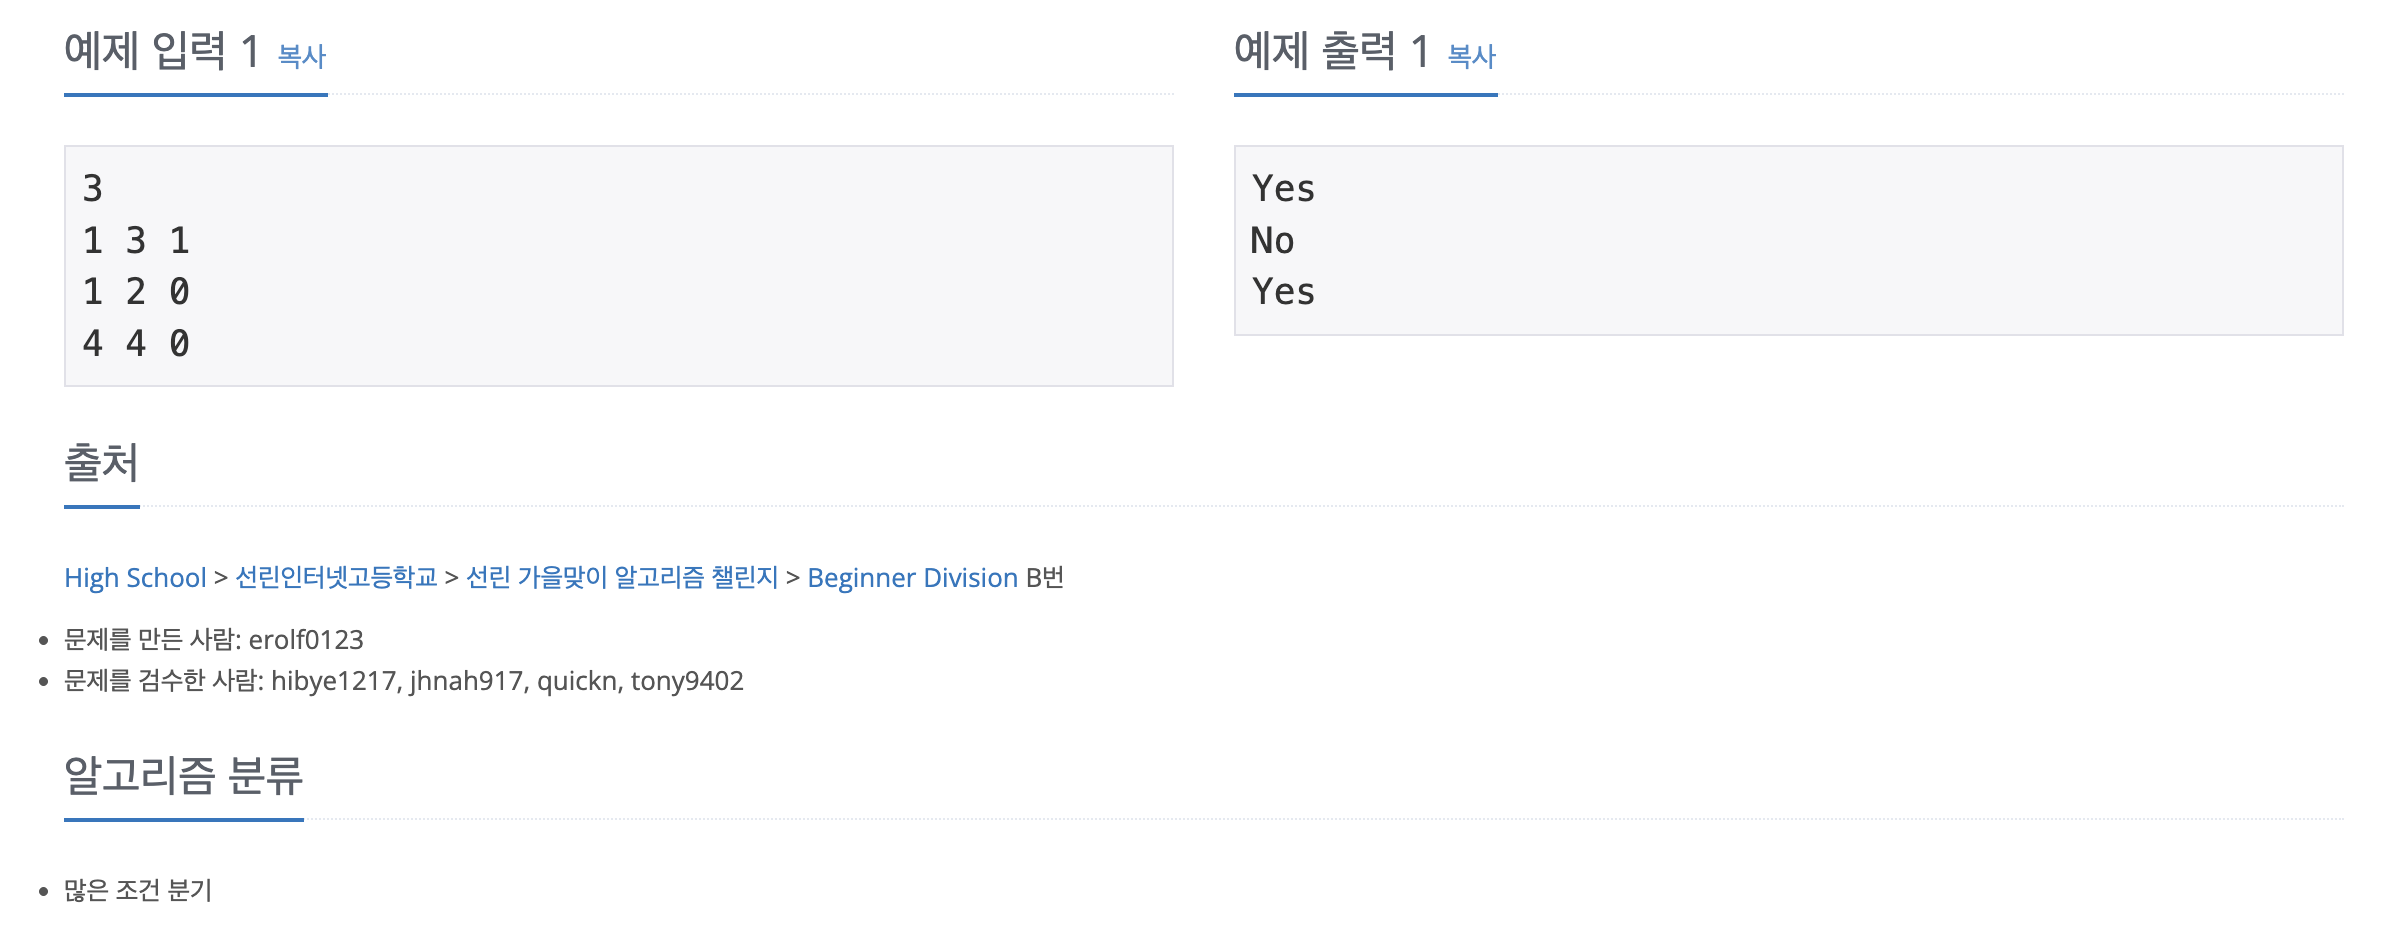 예제 입력 1 복사
3
1 3 1
1 2 0
4 4 0
예제 출력 1 복사
Yes
No
Yes
출처
High School > 선린인터넷고등학교 > 선린 가을맞이 알고리즘 챌린지 > Beginner Division B번
문제를 만든 사람: erolf0123
문제를 검수한 사람: hibye1217, jhnah917, quickn, tony9402
알고리즘 분류
많은 조건 분기